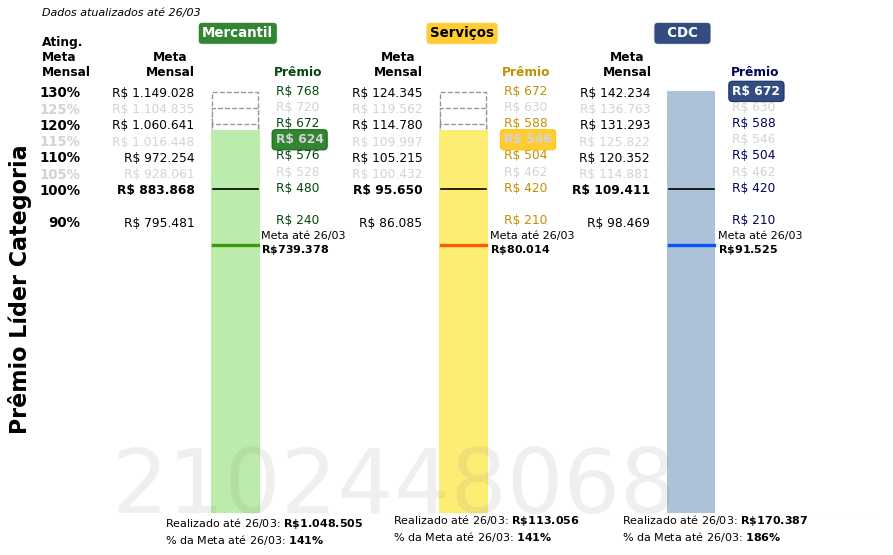 Dados atualizados até 26/03
Mercantil Serviços CDC
Ating.
Meta Meta Meta Meta
Mensal Mensal Prêmio Mensal Prêmio Mensal Prêmio
130% R$ 1.149.028 R$ 768 R$ 124.345 R$ 672 R$ 142.234 R$ 672
125% R$ 1.104.835 R$ 720 R$ 119.562 R$ 630 R$ 136.763 R$ 630
120% R$ 1.060.641 R$ 672 R$ 114.780 R$ 588 R$ 131.293 R$ 588
115% R$ 1.016.448 R$ 624 R$ 109.997 R$ 546 R$ 125.822 R$ 546
110% R$ 972.254 R$ 576 R$ 105.215 R$ 504 R$ 120.352 R$ 504
105% R$ 928.061 R$ 528 R$ 100.432 R$ 462 R$ 114.881 R$ 462
100% R$ 883.868 R$ 480 R$ 95.650 R$ 420 R$ 109.411 R$ 420
90% R$ 795.481 R$ 240 R$ 86.085 R$ 210 R$ 98.469 R$ 210
Meta até 26/03 Meta até 26/03 Meta até 26/03
R$739.378 R$80.014 R$91.525
Prêmio Líder Categoria
2102448068
Realizado até 26/03: R$1.048.505 Realizado até 26/03: R$113.056 Realizado até 26/03: R$170.387
% da Meta até 26/03: 141% % da Meta até 26/03: 141% % da Meta até 26/03: 186%